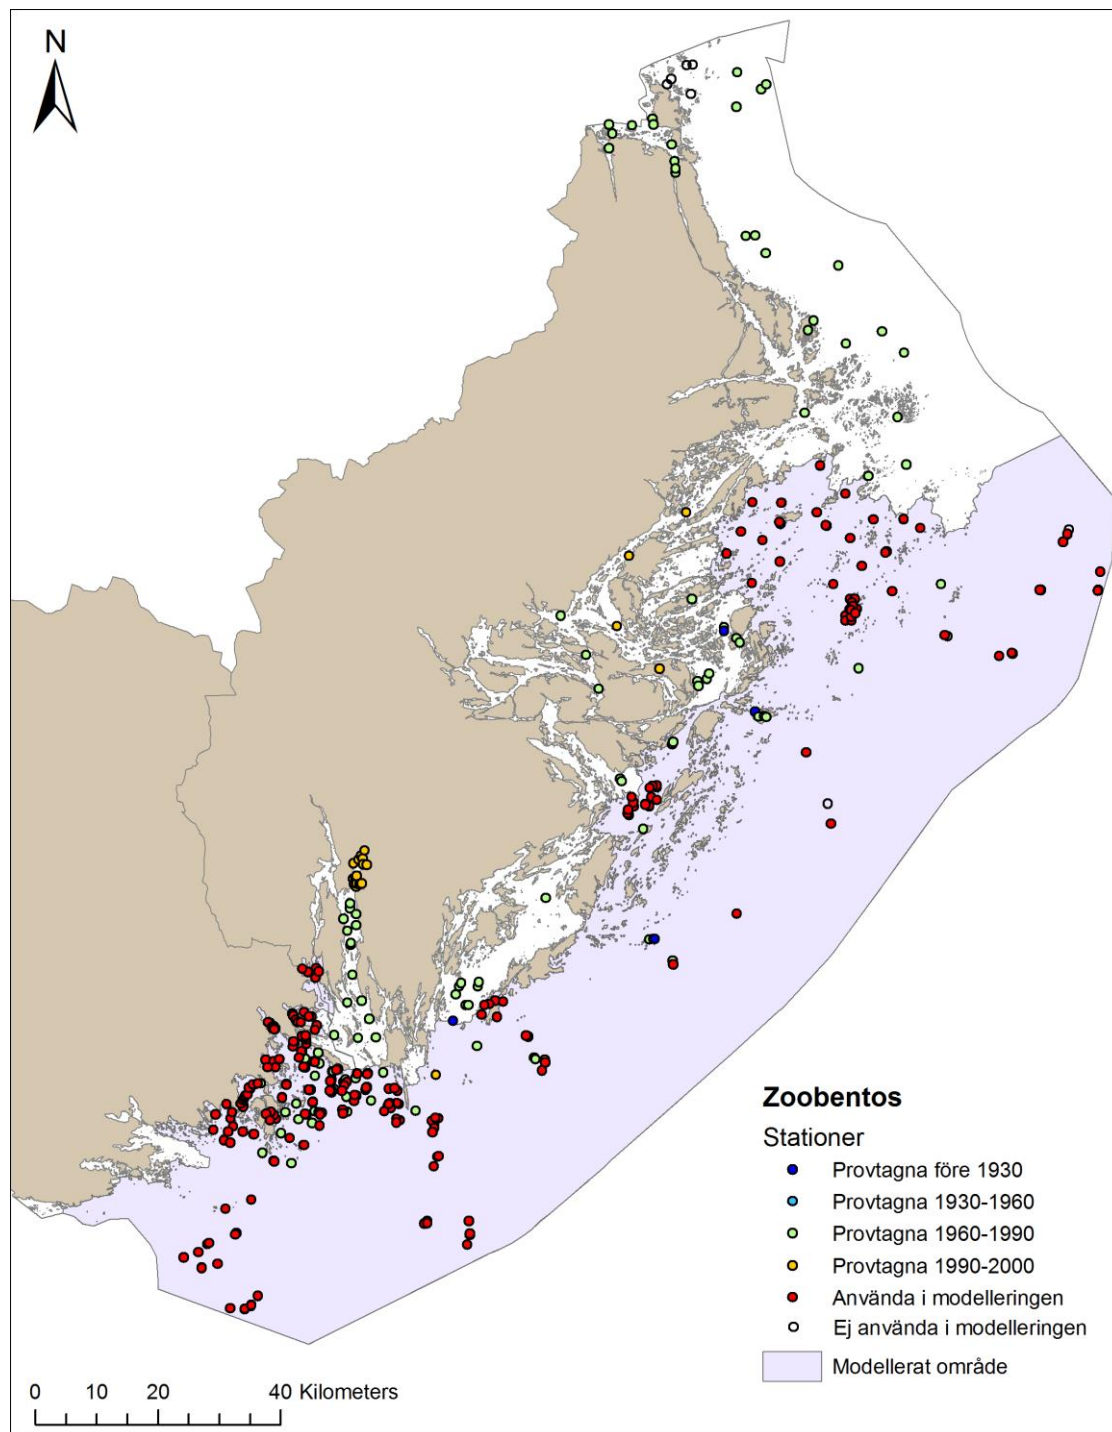 N
Zoobentos
Stationer
Provtagna före 1930
Provtagna 1930-1960
Provtagna 1960-1990
Provtagna 1990-2000
Använda i modelleringen
Ej använda i modelleringen
Modellerat område
0 10 20 40 Kilometers